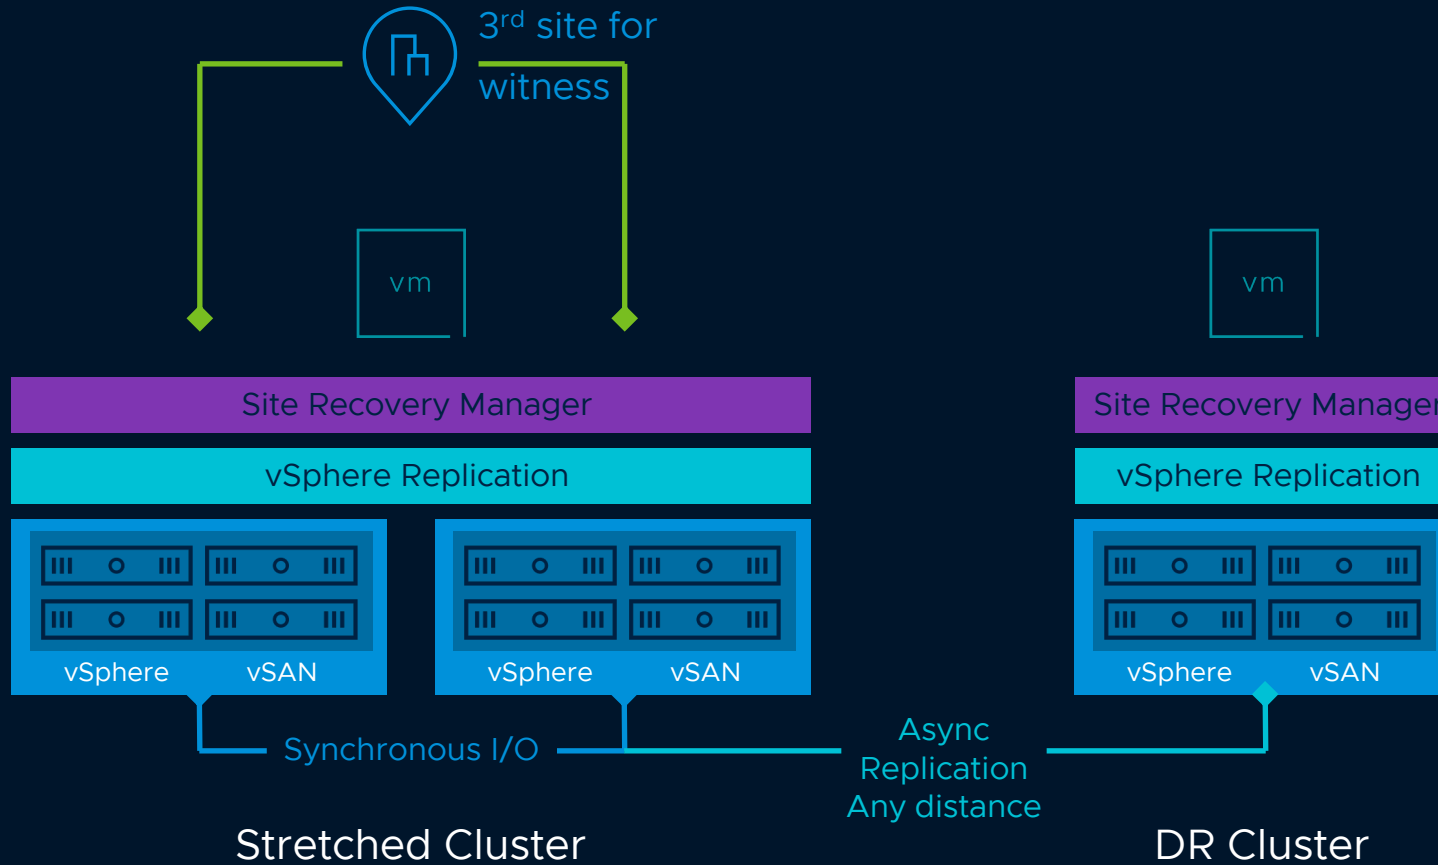 3rd site for
witness
vm
vm
Site Recovery Manager
Site Recovery Manager
vSphere Replication
vSphere Replication
vSphere vSAN
vSphere vSAN
vSphere vSAN
Synchronous I/O
Async
Replication
Any distance
Stretched Cluster
DR Cluster